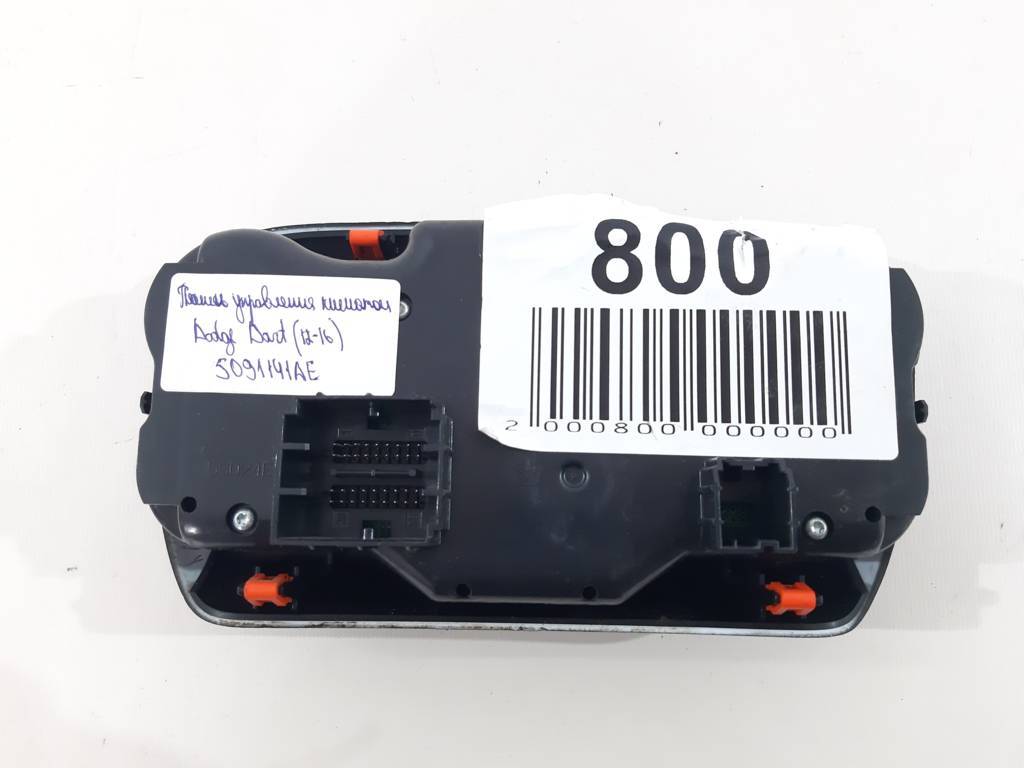 800
2 000800 000000
Панель управления климатом
Dodge Dart (12-16)
5091141AE